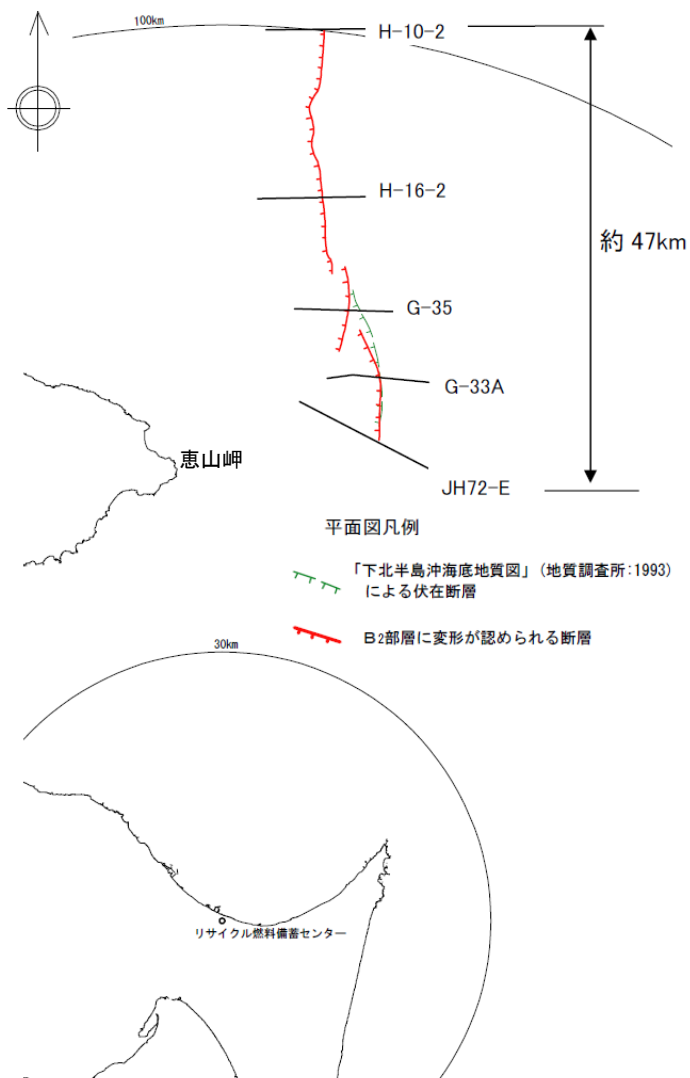 100km
H-10-2
H-16-2
約 47km
G-35
G-33A
恵山岬
JH72-E
平面図凡例
「下北半島沖海底地質図」(地質調査所:1993)
による伏在断層
B2部層に変形が認められる断層
30km
リサイクル燃料備蓄センター